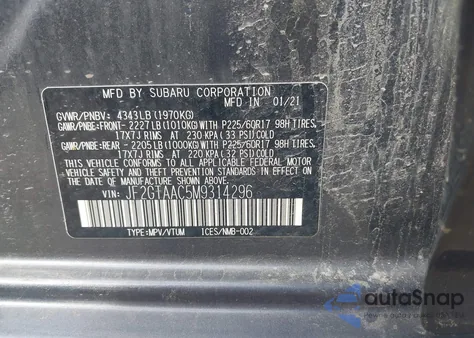 MFD BY SUBARU CORPORATION
MFD IN 01/21
GVWR/PNBV: 4343LB(1970KG)
GAWR/PNBE:FRONT- 2227LB(1010KG)WITH P225/60R17 98H TIRES,
17X7J RIMS AT 230 KPA(33 PSI)COLD
GAWR/PNBE:REAR - 2205LB(1000KG)WITH P225/60R17 98H TIRES,
17X7J RIMS AT 220 KPA(32 PSI)COLD
THIS VEHICLE CONFORMS TO ALL APPLICABLE FEDERAL MOTOR
VEHICLE SAFETY, BUMPER, AND THEFT PREVENTION
STANDARDS IN EFFECT ON THE DATE OF
MANUFACTURE SHOWN ABOVE.
VIN: JF2GTAAC5M9314296
TYPE:MPV/VTUM ICES/NMB-002
autoSnap
www.autosnap.com